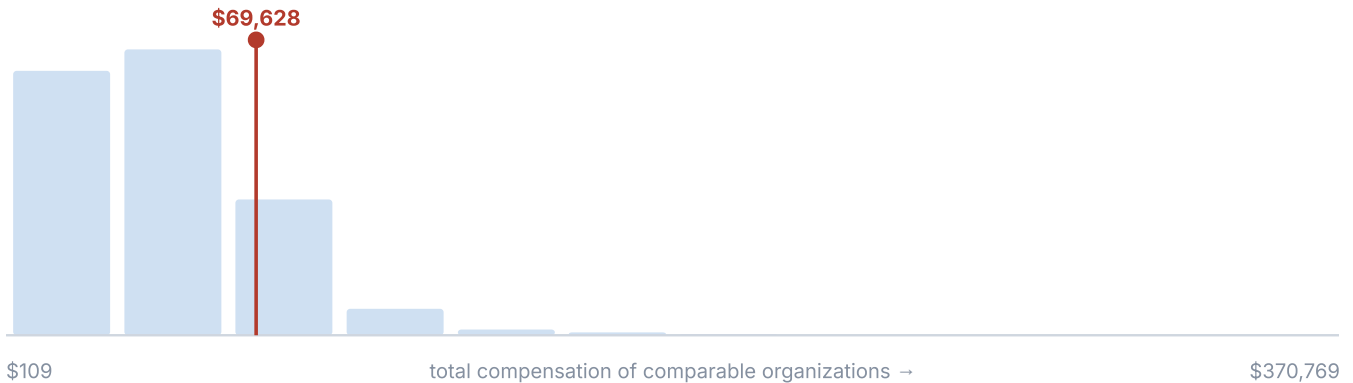 $69,628
$109 total compensation of comparable organizations → $370,769